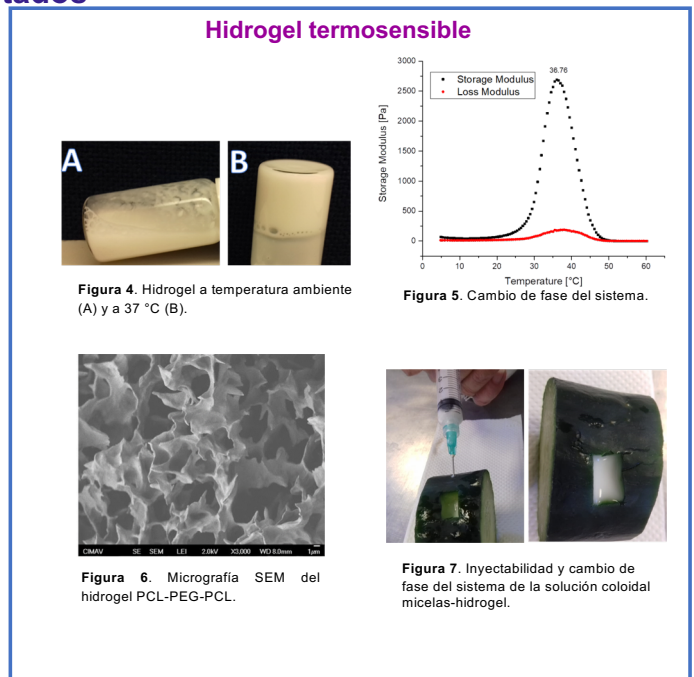 tados
Hidrogel termosensible
A
B
Figura 4. Hidrogel a temperatura ambiente
(A) y a 37 °C (B).
3000
2500
2000
1500
1000
500
0
Storage Modulus [Pa]
36.76
Storage Modulus
Loss Modulus
0 10 20 30 40 50 60
Temperature [°C]
Figura 5. Cambio de fase del sistema.
CIMAV SE SEM LEI 2.0kV X3,000 WD 8.0mm 1µm
Figura 6. Micrografía SEM del
hidrogel PCL-PEG-PCL.
Figura 7. Inyectabilidad y cambio de
fase del sistema de la solución coloidal
micelas-hidrogel.